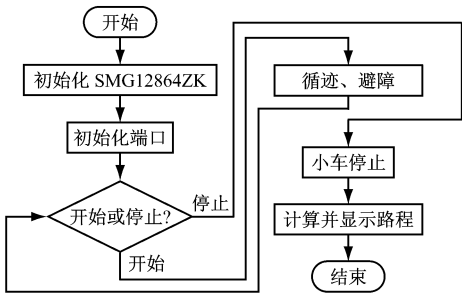 开始
初始化 SMG12864ZK
初始化端口
开始或停止?
停止
开始
循迹、避障
小车停止
计算并显示路程
结束